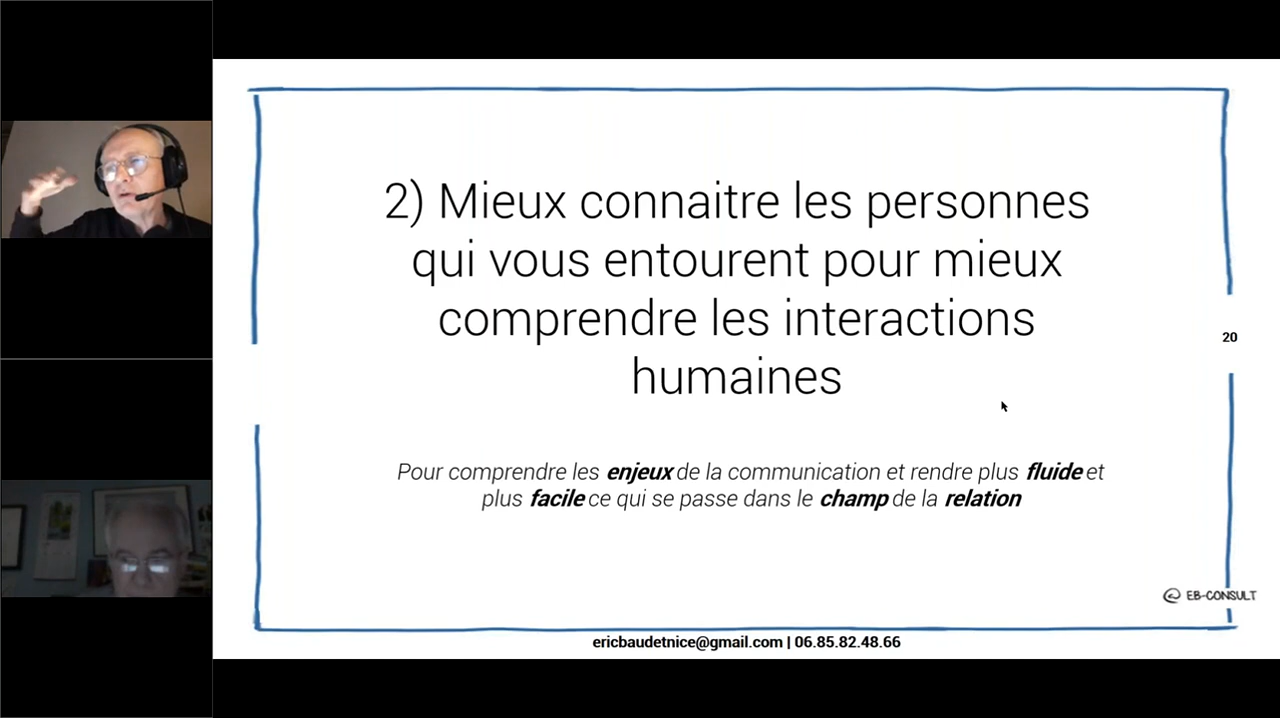 2) Mieux connaitre les personnes
qui vous entourent pour mieux
comprendre les interactions
humaines
20
Pour comprendre les enjeux de la communication et rendre plus fluide et
plus facile ce qui se passe dans le champ de la relation
@ EB-CONSULT
ericbaudetnice@gmail.com | 06.85.82.48.66